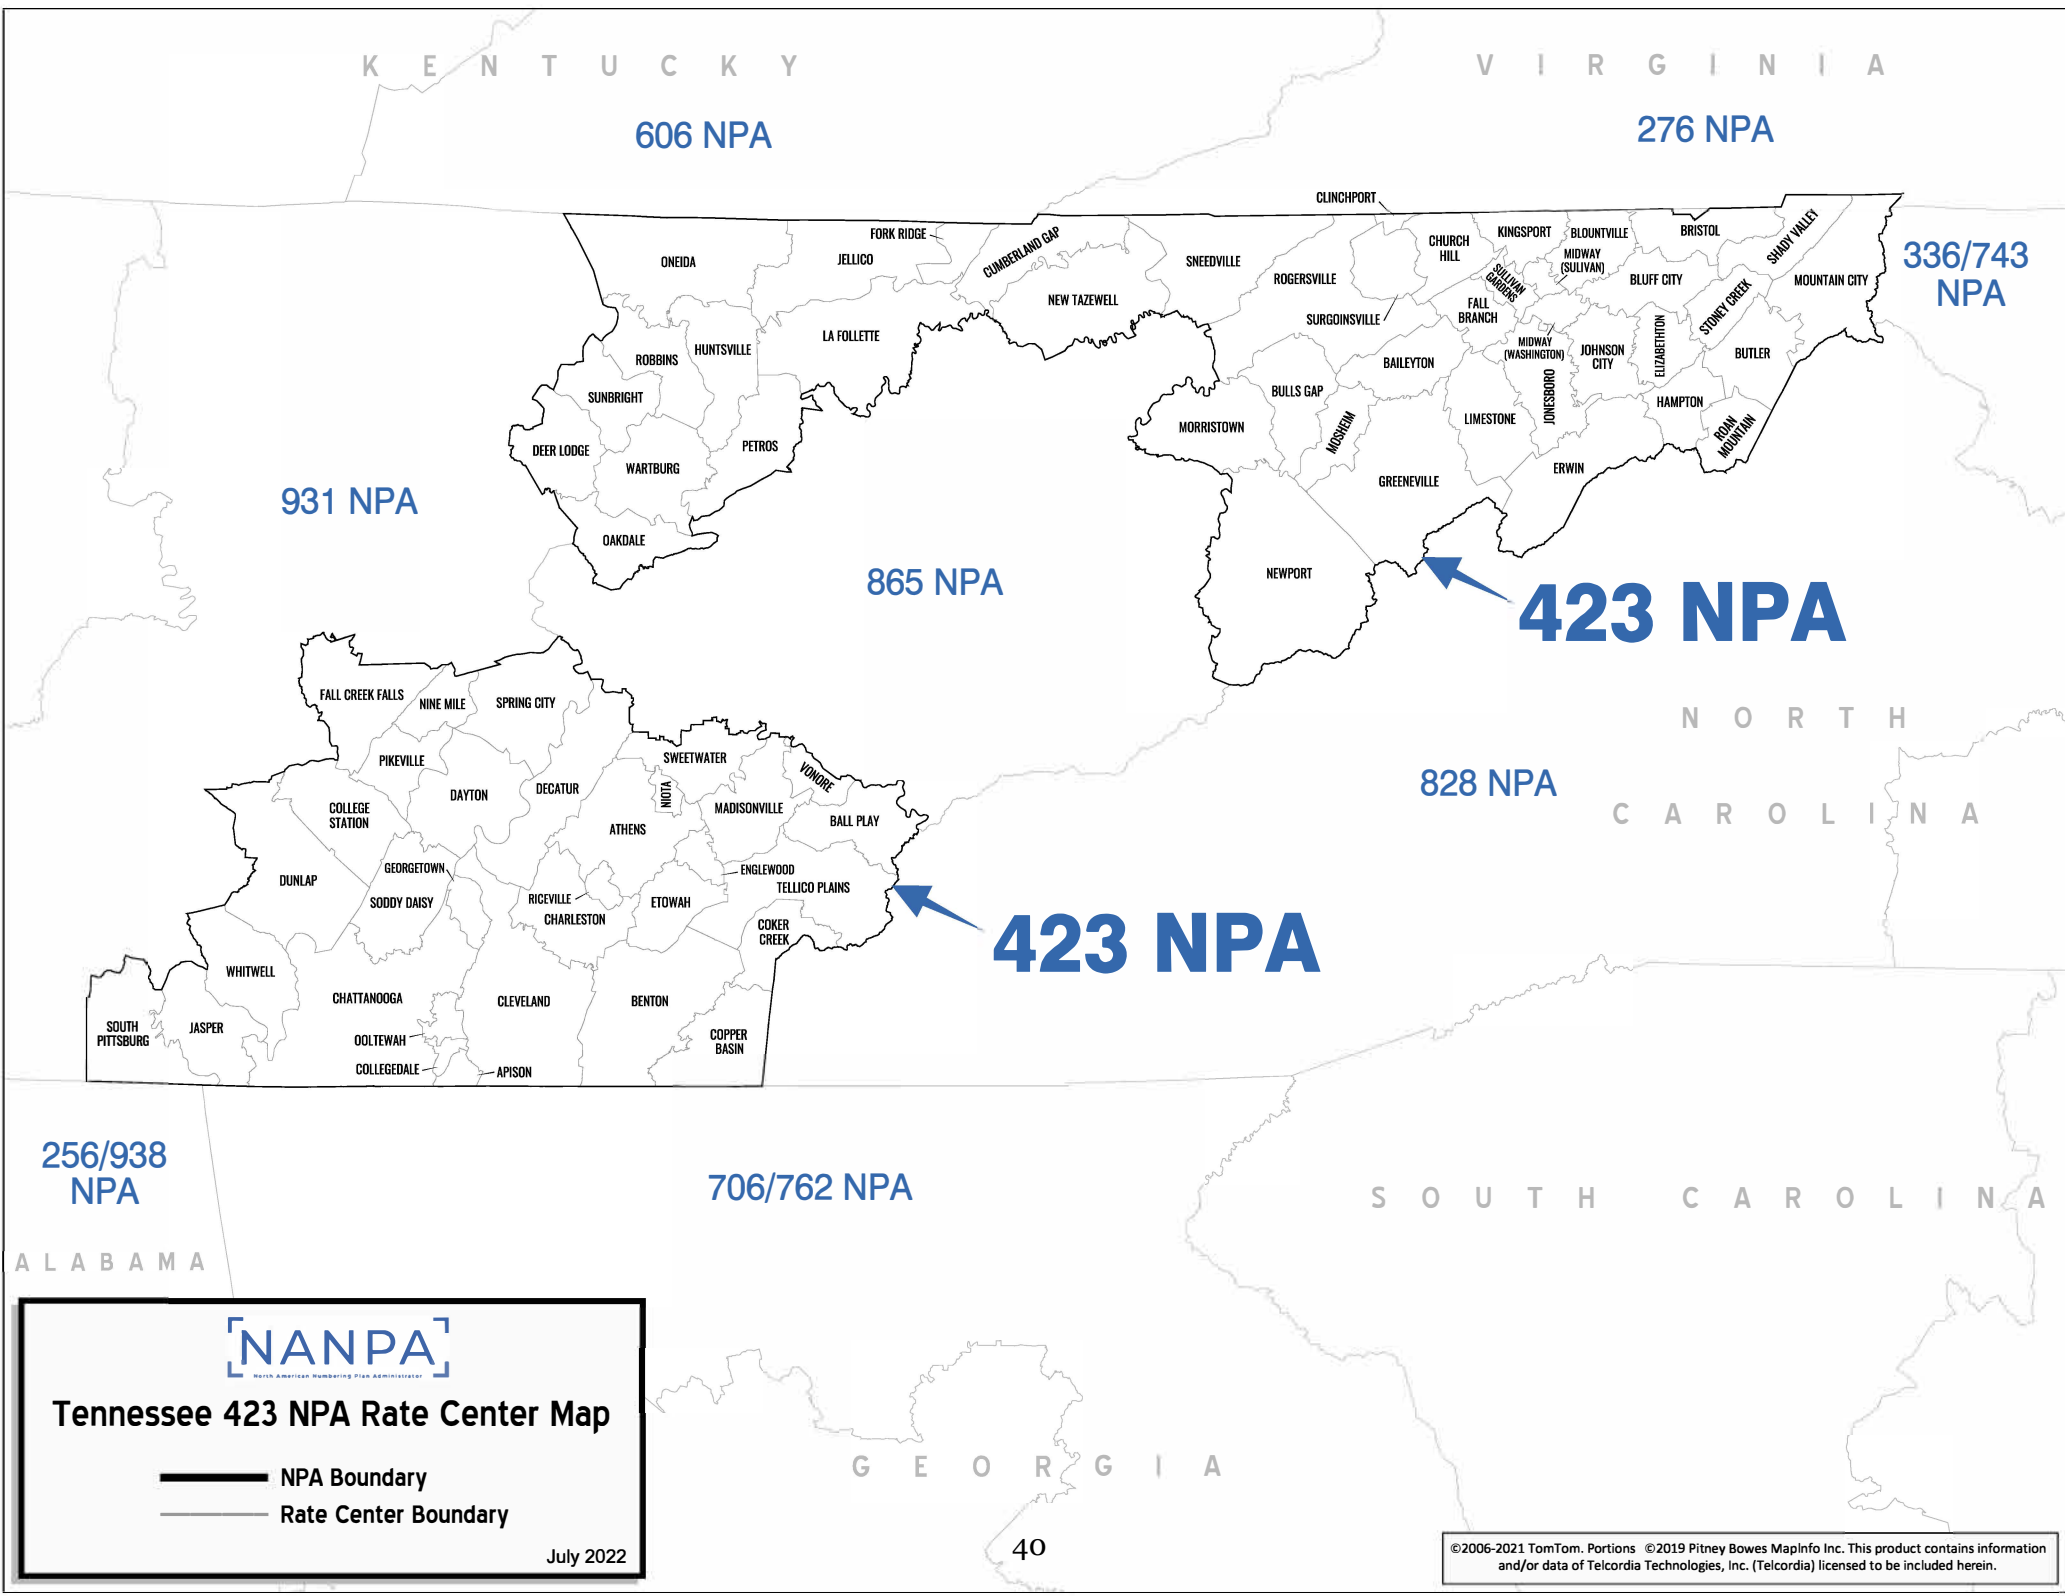 K E N T U C K Y
V I R G I N I A
606 NPA
276 NPA
CLINCHPORT
FORK RIDGE
CUMBERLAND GAP
ONEIDA
JELLICO
SNEEDVILLE
CHURCH
HILL
KINGSPORT
BLOUNTVILLE
BRISTOL
SHADY VALLEY
336/743
NPA
MIDWAY
(SULIVAN)
ROGERSVILLE
SULLIVAN
GARDENS
BLUFF CITY
MOUNTAIN CITY
NEW TAZEWELL
SURGOINSVILLE
FALL
BRANCH
STONEY CREEK
LA FOLLETTE
HUNTSVILLE
ROBBINS
BAILEYTON
MIDWAY
(WASHINGTON)
JOHNSON
CITY
ELIZABETHTON
BUTLER
SUNBRIGHT
BULLS GAP
JONESBORO
HAMPTON
MORRISTOWN
MOSHEIM
LIMESTONE
ROAN
MOUNTAIN
DEER LODGE
PETROS
WARTBURG
ERWIN
GREENEVILLE
931 NPA
OAKDALE
865 NPA
NEWPORT
423 NPA
FALL CREEK FALLS
NINE MILE
SPRING CITY
N O R T H
PIKEVILLE
SWEETWATER
VONORE
828 NPA
DAYTON
DECATUR
NIOTA
COLLEGE
STATION
MADISONVILLE
BALL PLAY
C A R O L I N A
ATHENS
GEORGETOWN
ENGLEWOOD
DUNLAP
TELLICO PLAINS
SODDY DAISY
RICEVILLE
ETOWAH
CHARLESTON
COKER
CREEK
423 NPA
WHITWELL
CHATTANOOGA
CLEVELAND
BENTON
SOUTH
PITTSBURG
JASPER
OOLTEWAH
COPPER
BASIN
COLLEGEDALE
APISON
256/938
NPA
706/762 NPA
S O U T H C A R O L I N A
A L A B A M A
NANPA
North American Numbering Plan Administrator
Tennessee 423 NPA Rate Center Map
NPA Boundary
Rate Center Boundary
July 2022
G E O R G I A
40
©2006-2021 TomTom. Portions ©2019 Pitney Bowes MapInfo Inc. This product contains information
and/or data of Telcordia Technologies, Inc. (Telcordia) licensed to be included herein.